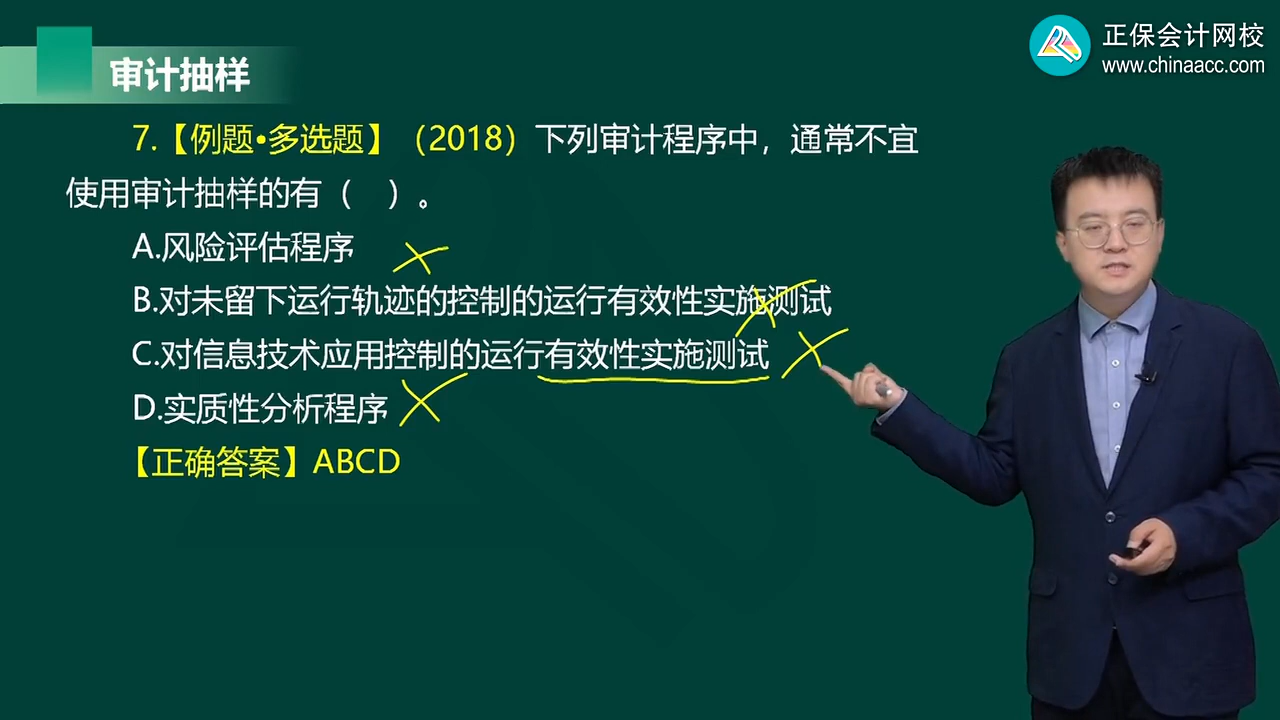 正保会计网校
www.chinaacc.com
审计抽样
7.【例题•多选题】（2018）下列审计程序中，通常不宜
使用审计抽样的有（　）。
A.风险评估程序
B.对未留下运行轨迹的控制的运行有效性实施测试
C.对信息技术应用控制的运行有效性实施测试
D.实质性分析程序
【正确答案】ABCD